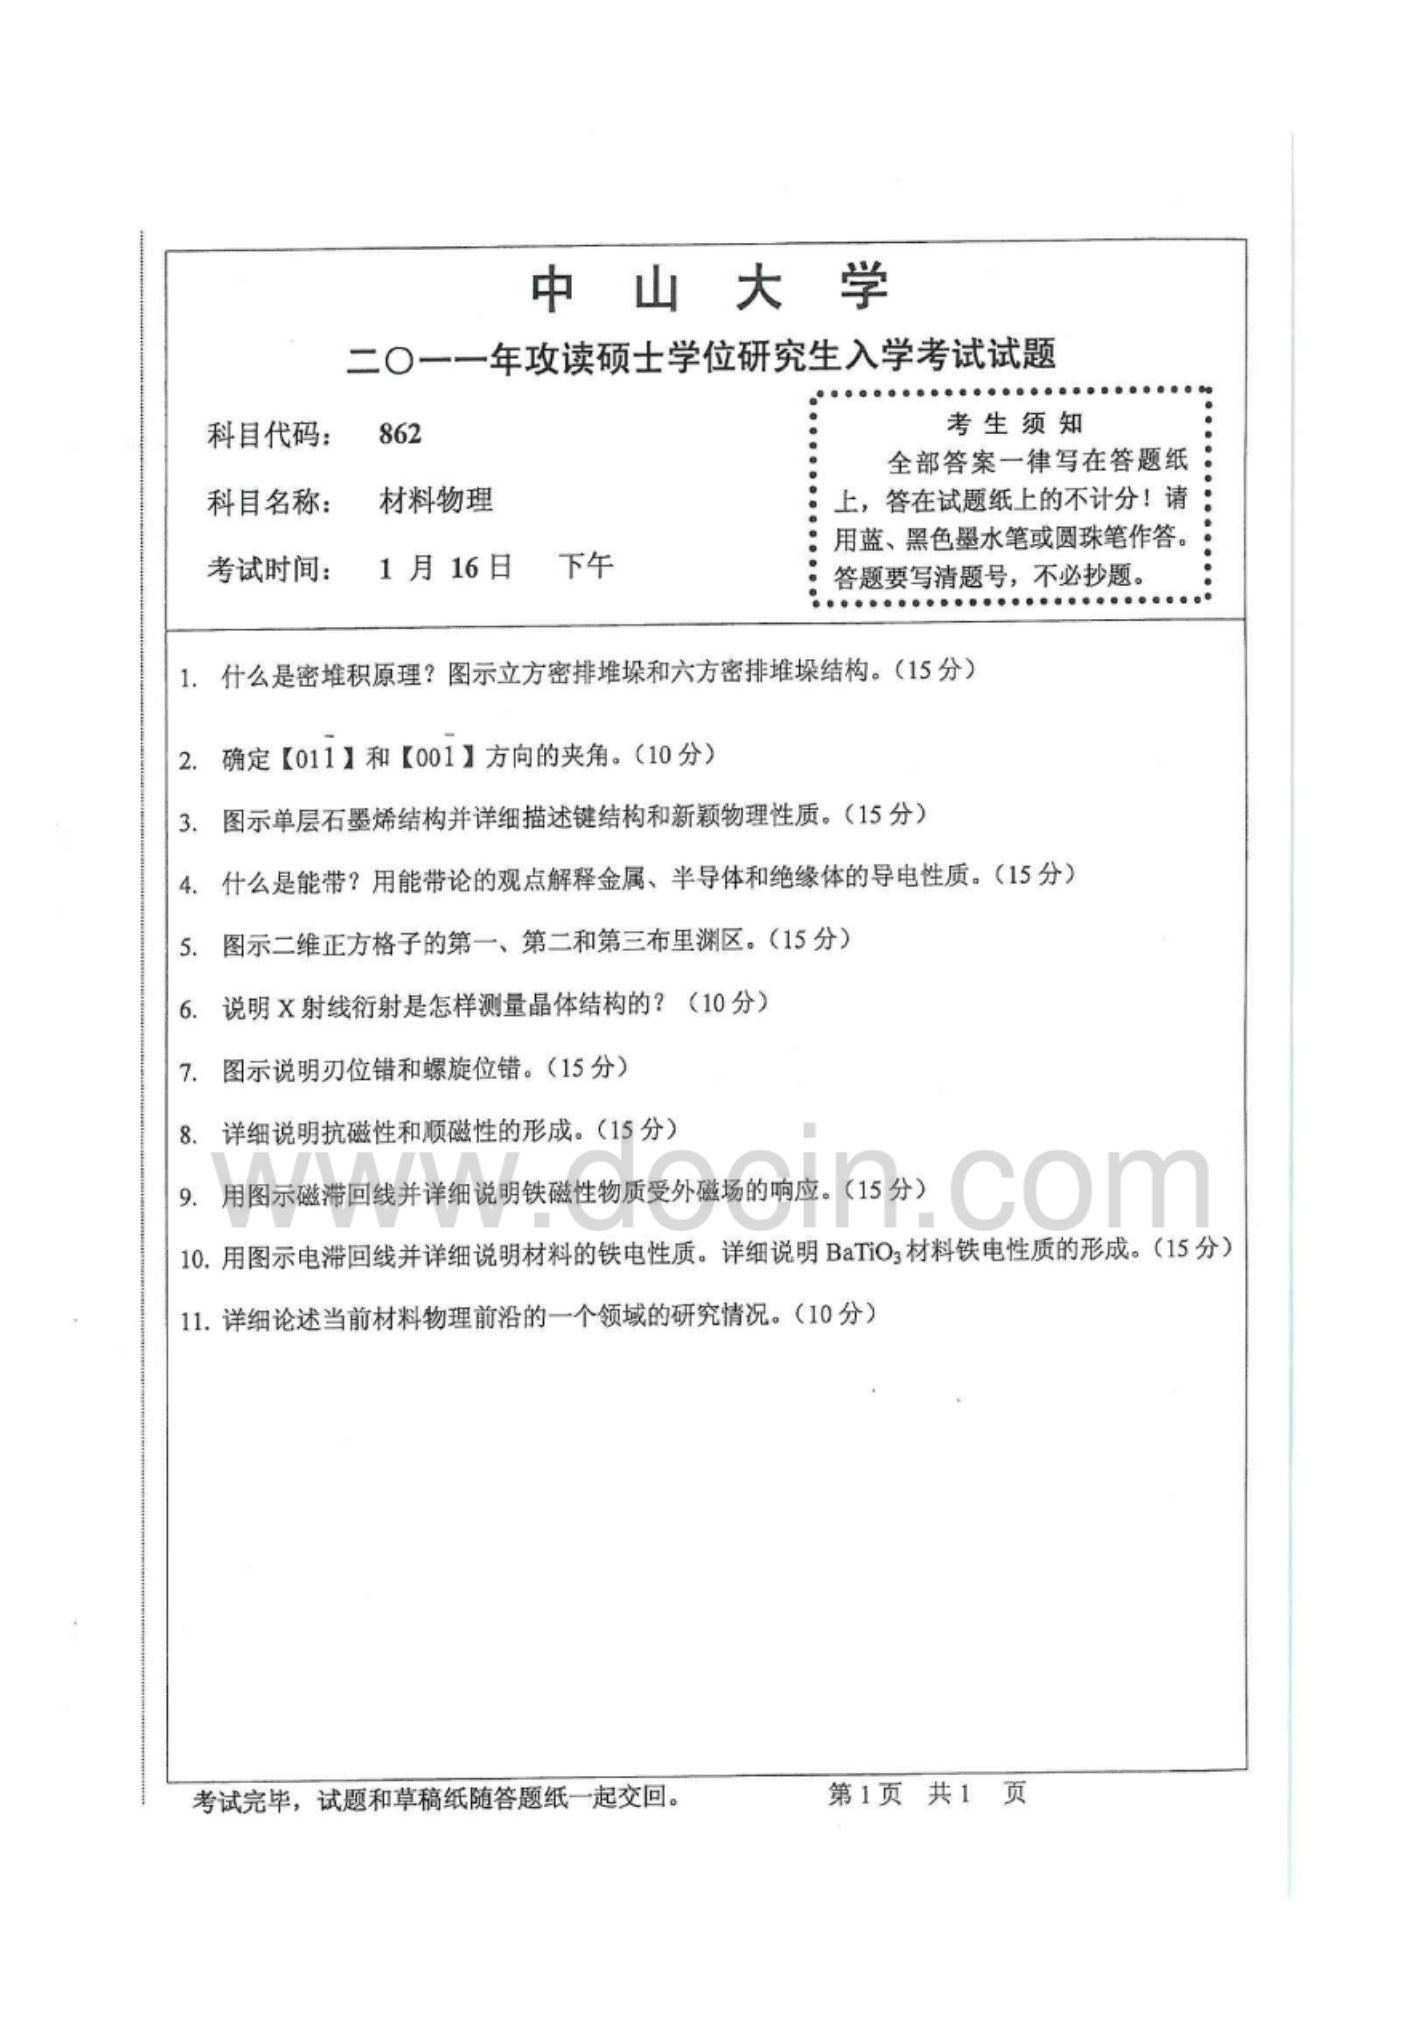 中 山 大 学
二〇一一年攻读硕士学位研究生入学考试试题
科目代码： 862
科目名称： 材料物理
考试时间： 1 月 16 日 下午
考 生 须 知
全部答案一律写在答题纸
上，答在试题纸上的不计分！请
用蓝、黑色墨水笔或圆珠笔作答。
答题要写清题号，不必抄题。
1. 什么是密堆积原理？图示立方密排堆垛和六方密排堆垛结构。（15 分）
2. 确定【011̄】和【001̄】方向的夹角。（10 分）
3. 图示单层石墨烯结构并详细描述键结构和新颖物理性质。（15 分）
4. 什么是能带？用能带论的观点解释金属、半导体和绝缘体的导电性质。（15 分）
5. 图示二维正方格子的第一、第二和第三布里渊区。（15 分）
6. 说明 X 射线衍射是怎样测量晶体结构的？（10 分）
7. 图示说明刃位错和螺旋位错。（15 分）
8. 详细说明抗磁性和顺磁性的形成。（15 分）
9. 用图示磁滞回线并详细说明铁磁性物质受外磁场的响应。（15 分）
10. 用图示电滞回线并详细说明材料的铁电性质。详细说明 BaTiO₃ 材料铁电性质的形成。（15 分）
11. 详细论述当前材料物理前沿的一个领域的研究情况。（10 分）
www.docin.com
考试完毕，试题和草稿纸随答题纸一起交回。 第 1 页 共 1 页